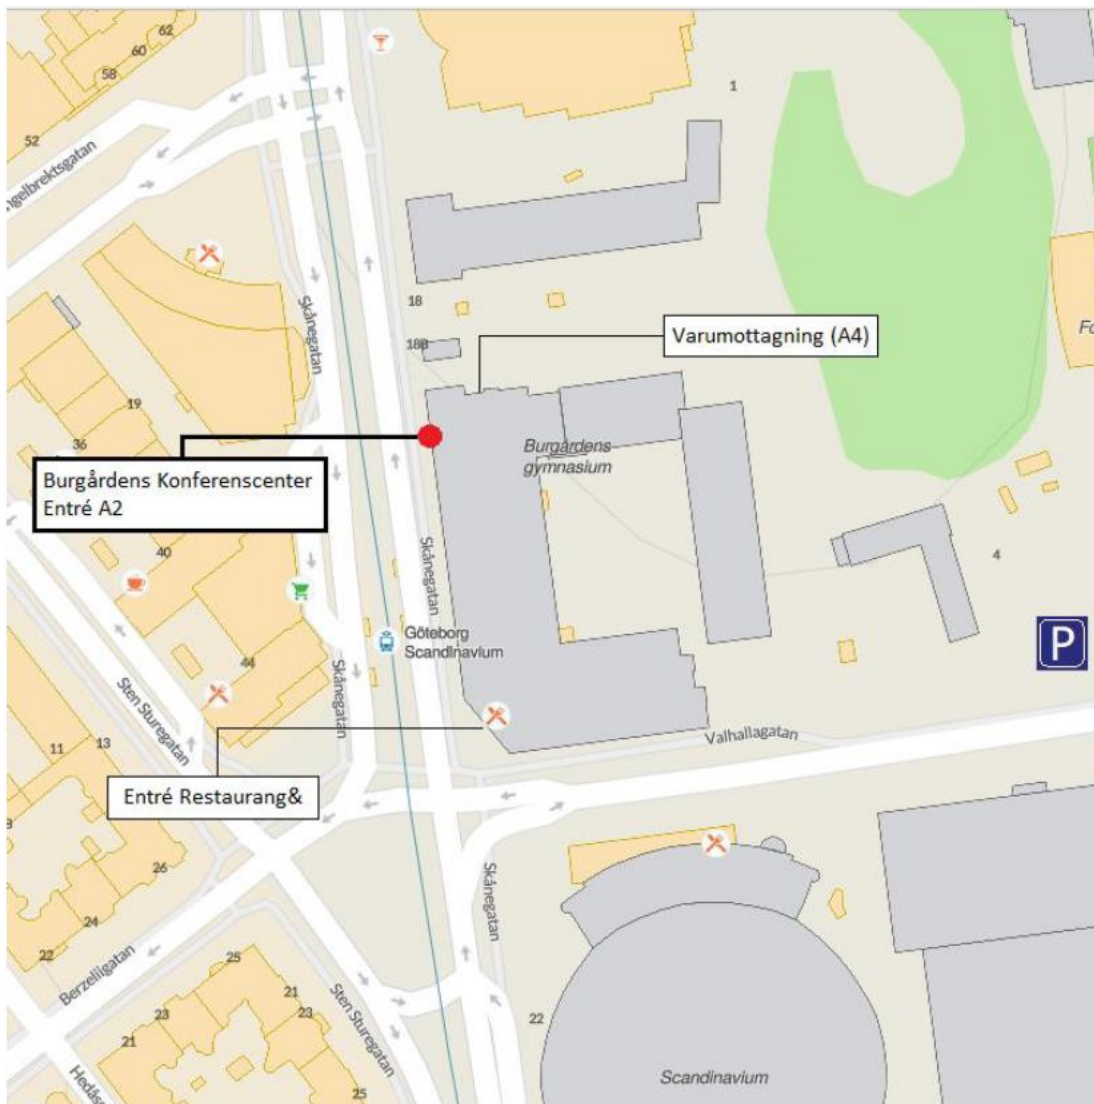 62
60
58
52
1
ngelbrektsgatan
Skånegatan
18
18B
Varumottagning (A4)
Fo
19
36
Burgårdens
gymnasium
Burgårdens Konferenscenter
Entré A2
40
4
Skånegatan
Göteborg
Scandinavium
P
44
Skånegatan
Sten Sturegatan
Valhallagatan
11
13
Entré Restaurang&
26
24
22
Skånegatan
Berzeliigatan
25
21
23
23
21
Sten Sturegatan
22
25
Scandinavium